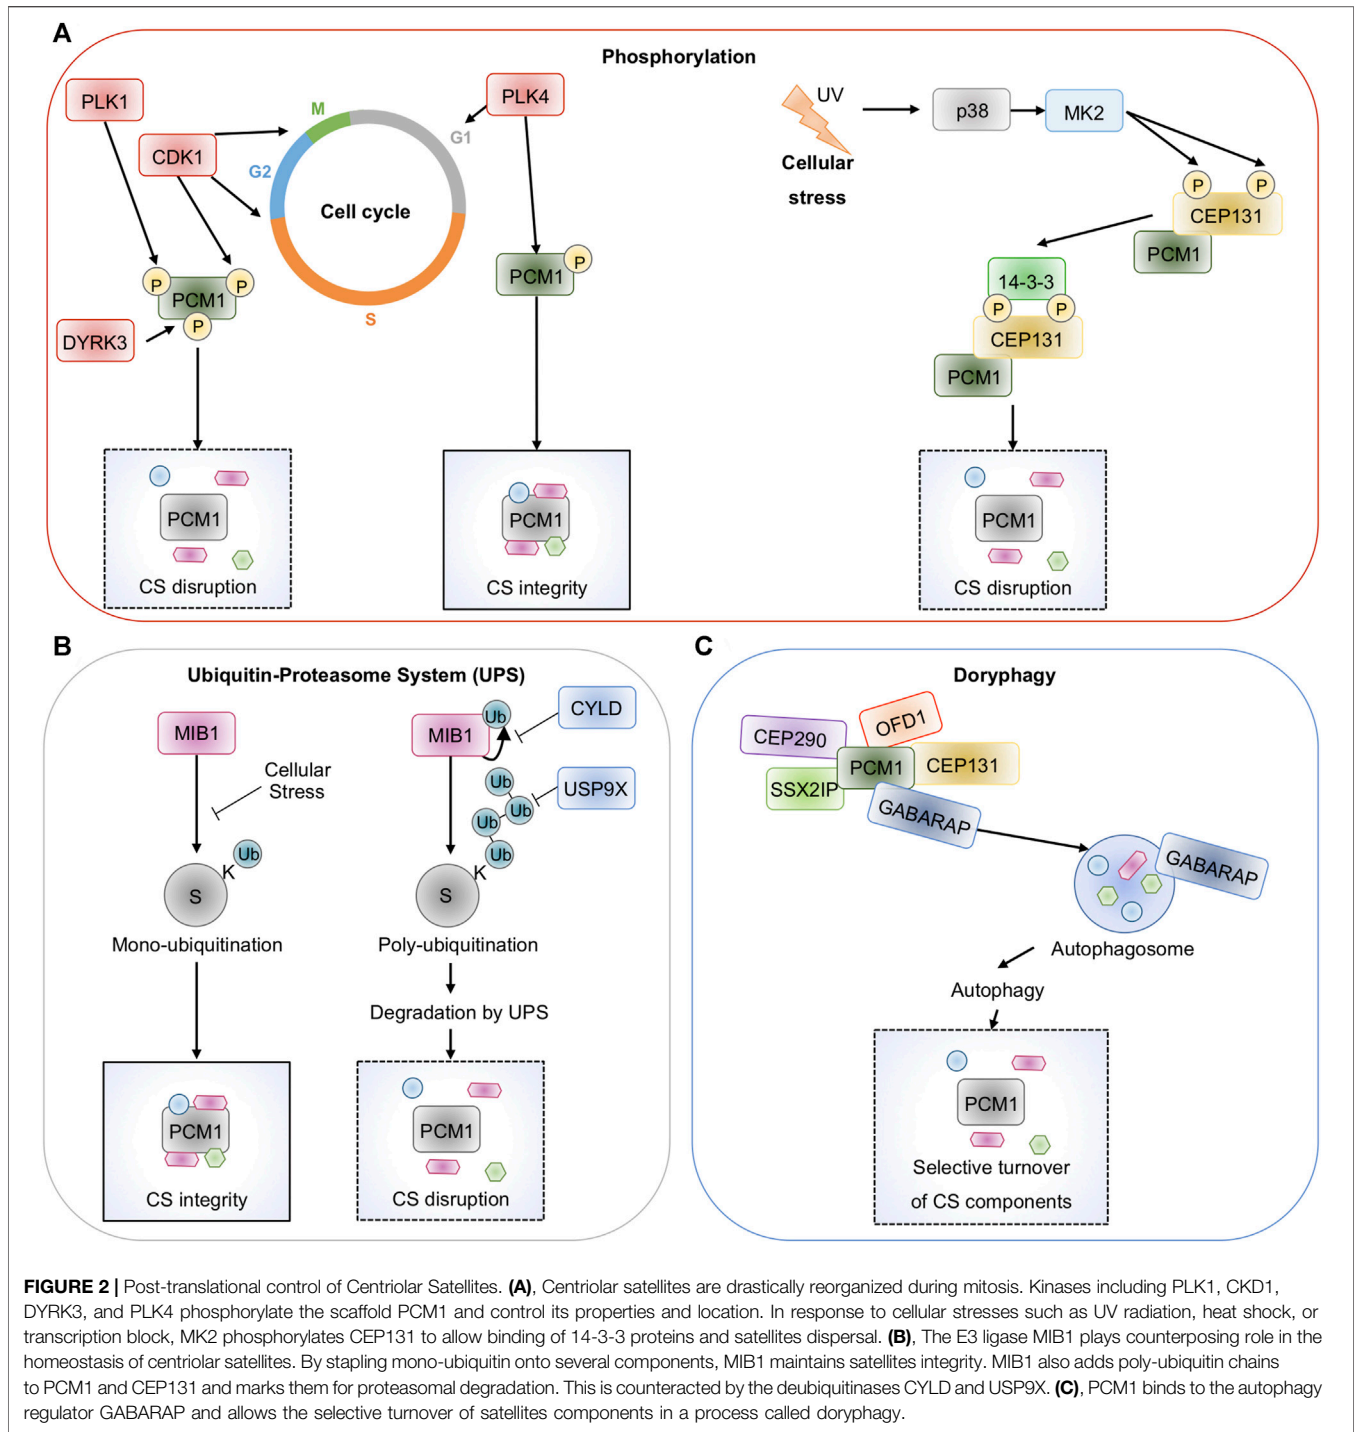 A
Phosphorylation
PLK1
CDK1
DYRK3
P
P
PCM1
P
M
G1
G2
S
Cell cycle
PLK4
PCM1
P
UV
Cellular
stress
p38
MK2
P
P
CEP131
PCM1
14-3-3
P
P
CEP131
PCM1
PCM1
CS disruption
PCM1
CS integrity
PCM1
CS disruption
B
Ubiquitin-Proteasome System (UPS)
MIB1
Cellular
Stress
Ub
K
S
Mono-ubiquitination
PCM1
CS integrity
MIB1
Ub
CYLD
USP9X
Ub
Ub
Ub
Ub
K
S
Poly-ubiquitination
Degradation by UPS
PCM1
CS disruption
C
Doryphagy
CEP290
OFD1
PCM1
CEP131
SSX2IP
GABARAP
GABARAP
Autophagosome
Autophagy
PCM1
Selective turnover
of CS components
FIGURE 2 | Post-translational control of Centriolar Satellites. (A), Centriolar satellites are drastically reorganized during mitosis. Kinases including PLK1, CKD1,
DYRK3, and PLK4 phosphorylate the scaffold PCM1 and control its properties and location. In response to cellular stresses such as UV radiation, heat shock, or
transcription block, MK2 phosphorylates CEP131 to allow binding of 14-3-3 proteins and satellites dispersal. (B), The E3 ligase MIB1 plays counterposing role in the
homeostasis of centriolar satellites. By stapling mono-ubiquitin onto several components, MIB1 maintains satellites integrity. MIB1 also adds poly-ubiquitin chains
to PCM1 and CEP131 and marks them for proteasomal degradation. This is counteracted by the deubiquitinases CYLD and USP9X. (C), PCM1 binds to the autophagy
regulator GABARAP and allows the selective turnover of satellites components in a process called doryphagy.